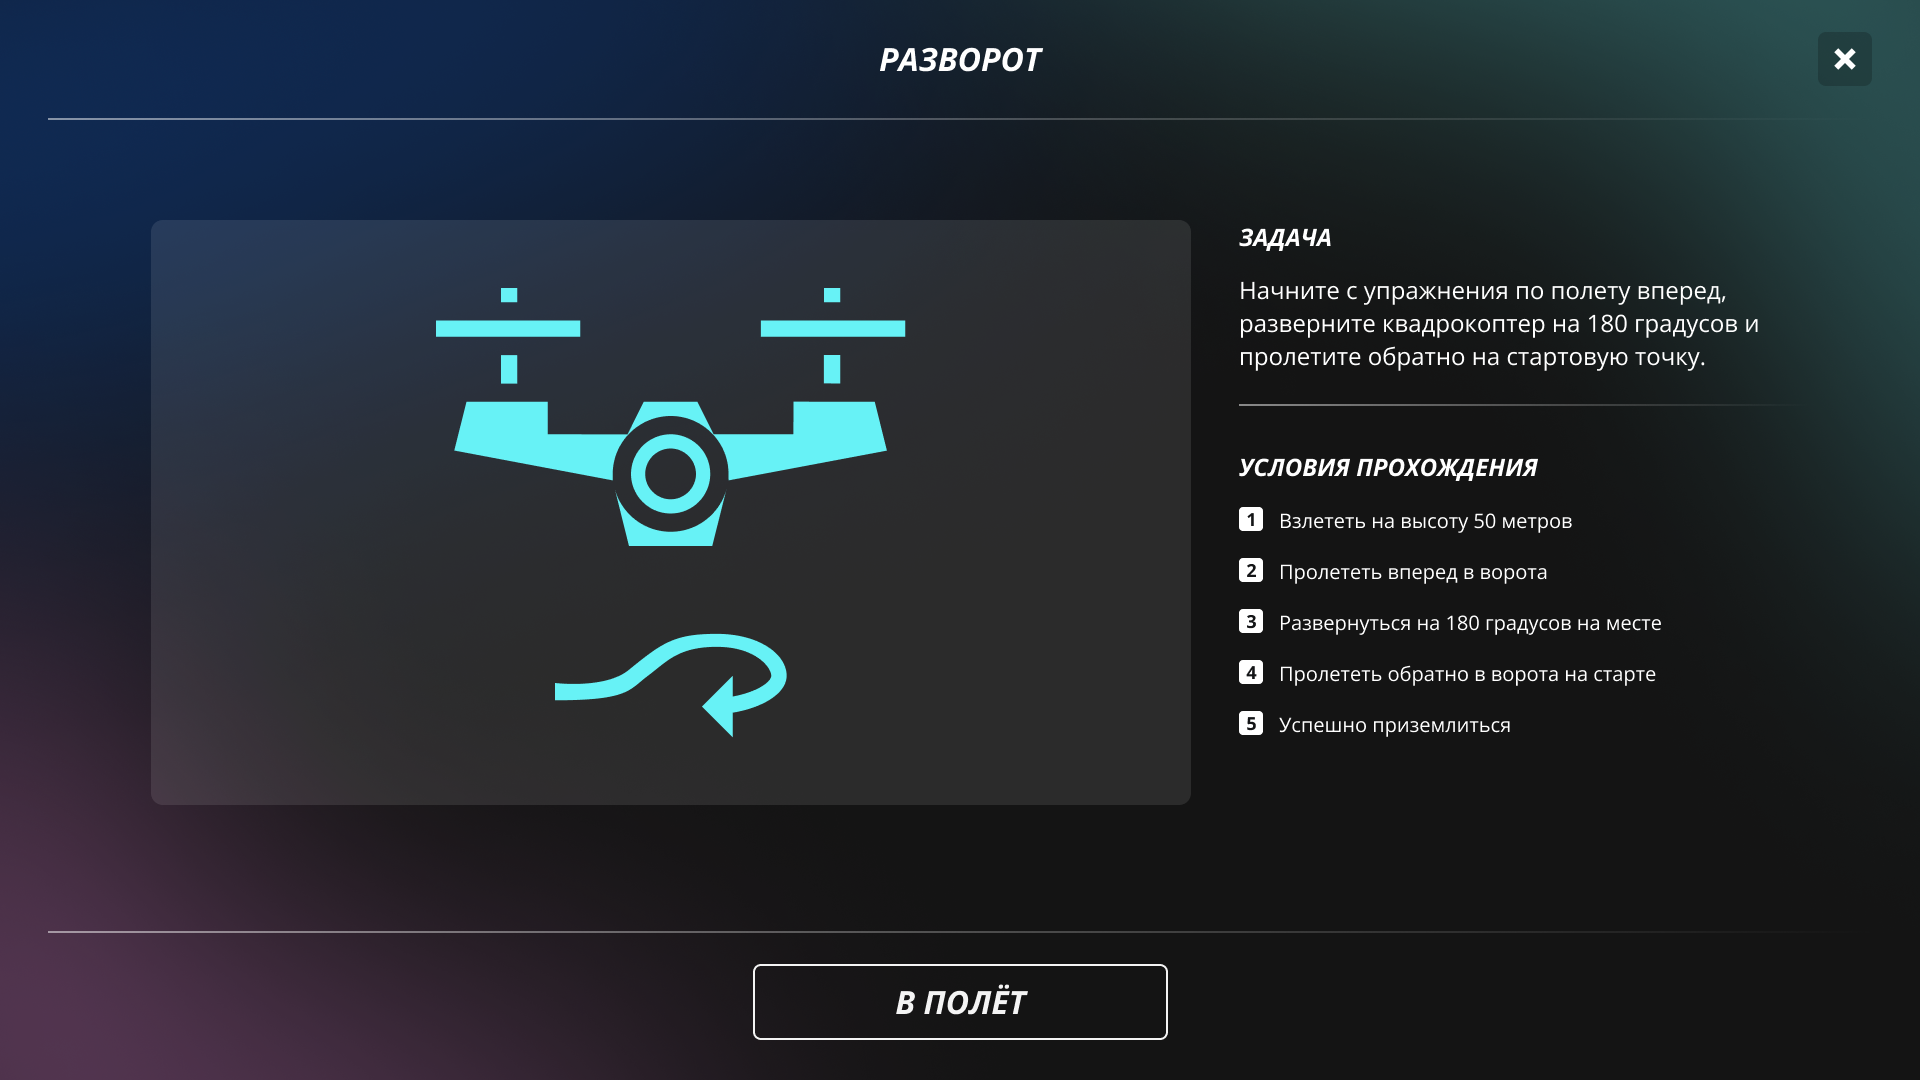 РАЗВОРОТ
ЗАДАЧА
Начните с упражнения по полету вперед,
разверните квадрокоптер на 180 градусов и
пролетите обратно на стартовую точку.
УСЛОВИЯ ПРОХОЖДЕНИЯ
1 Взлететь на высоту 50 метров
2 Пролететь вперед в ворота
3 Развернуться на 180 градусов на месте
4 Пролететь обратно в ворота на старте
5 Успешно приземлиться
В ПОЛЁТ